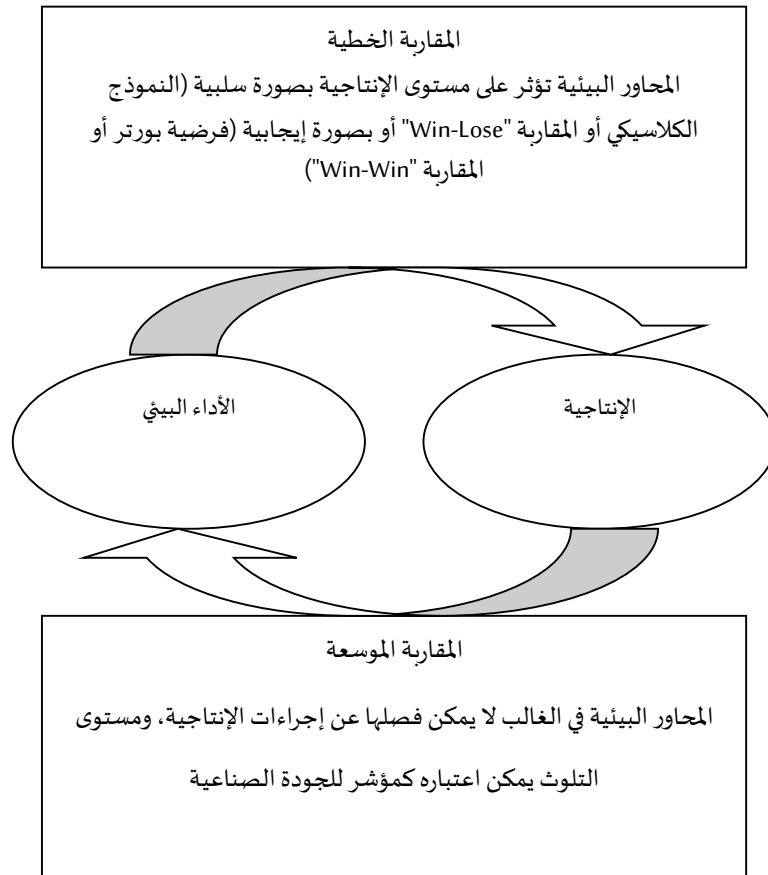 المقاربة الخطية
المحاور البيئية تؤثر على مستوى الإنتاجية بصورة سلبية (النموذج
الكلاسيكي أو المقاربة "Win-Lose" أو بصورة إيجابية (فرضية بورتر أو
المقاربة "Win-Win")
الإنتاجية
الأداء البيئي
المقاربة الموسعة
المحاور البيئية في الغالب لا يمكن فصلها عن إجراءات الإنتاجية، ومستوى
التلوث يمكن اعتباره كمؤشر للجودة الصناعية